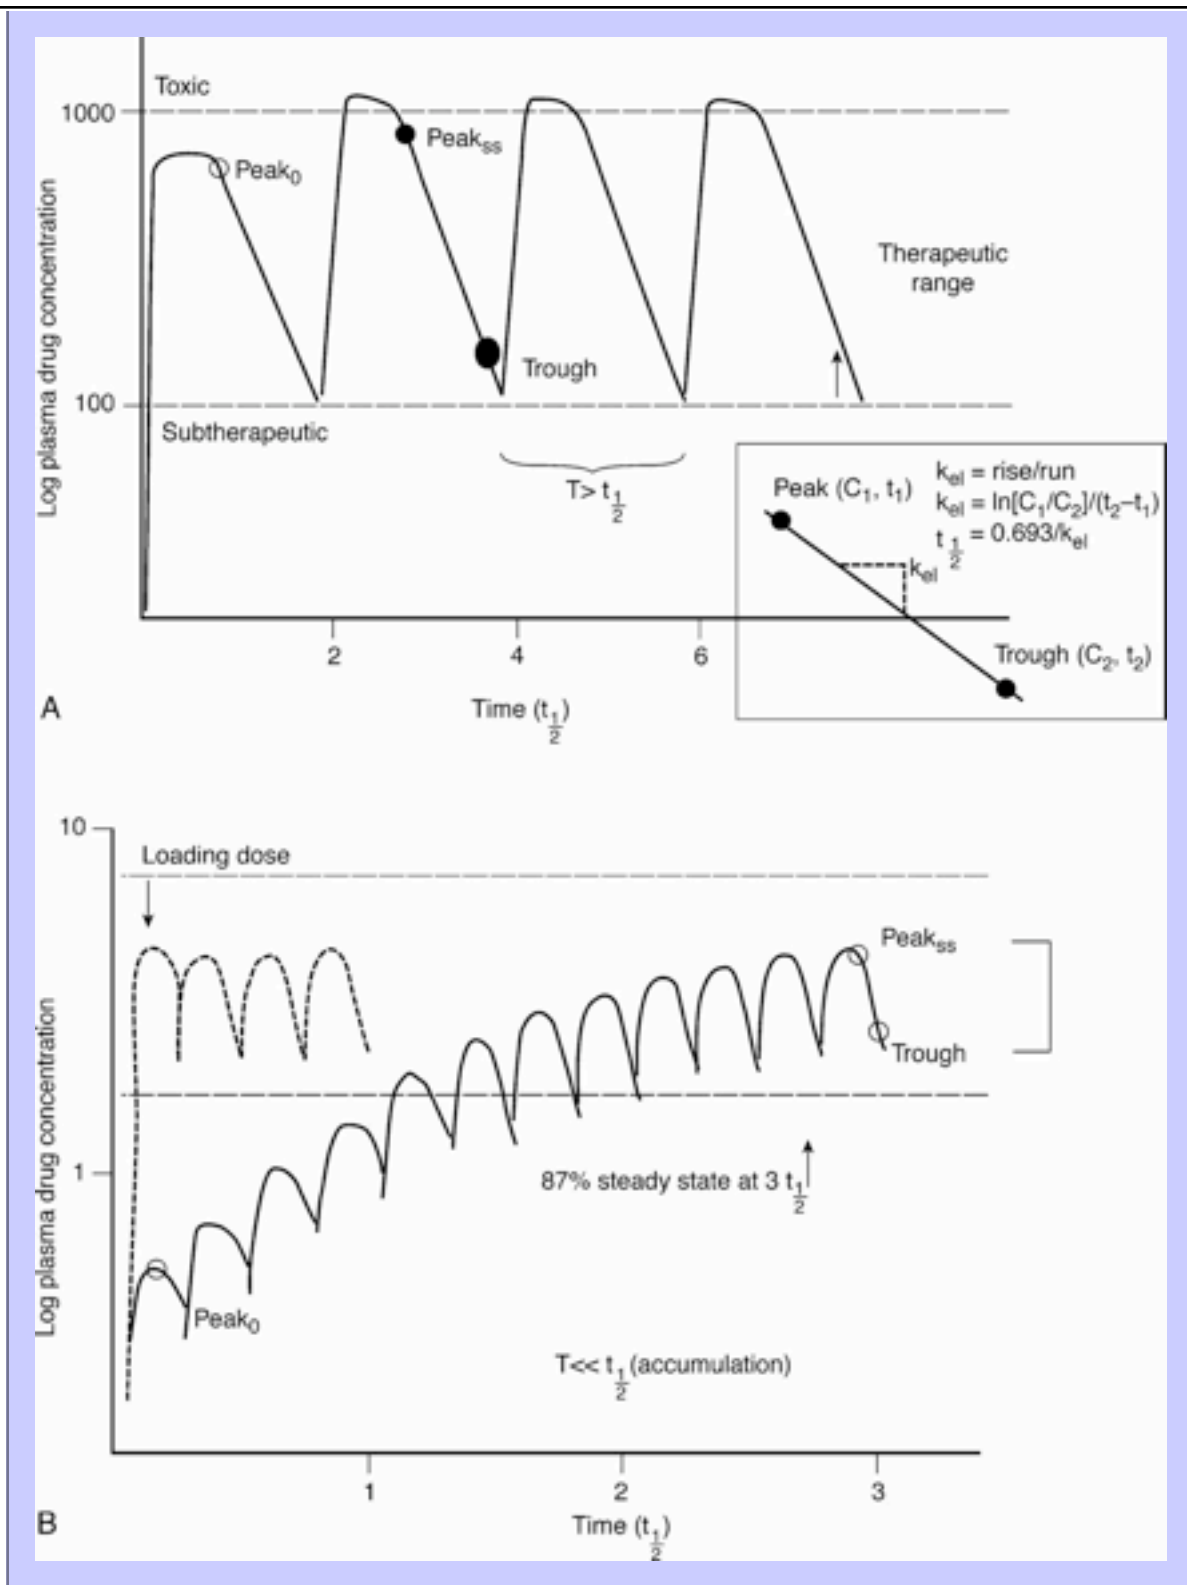 Toxic
1000
Peak0
Peakss
Therapeutic
range
Trough
100
Subtherapeutic
T> t1/2
Log plasma drug concentration
2
4
6
Time (t1/2)
A
Peak (C1, t1)
kel = rise/run
kel = ln[C1/C2]/(t2–t1)
t1/2 = 0.693/kel
kel
Trough (C2, t2)
10
Loading dose
Peakss
Trough
1
87% steady state at 3 t1/2
Peak0
T<< t1/2 (accumulation)
Log plasma drug concentration
1
2
3
Time (t1/2)
B